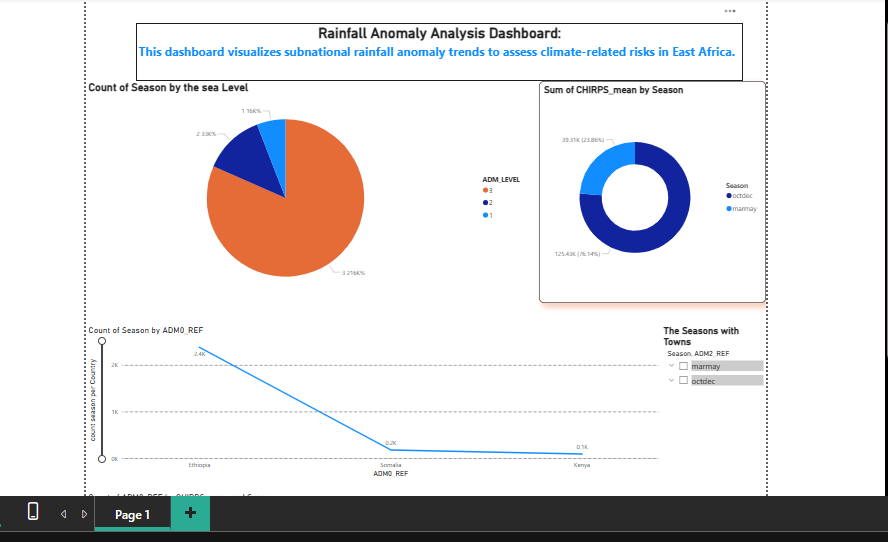 Rainfall Anomaly Analysis Dashboard:
This dashboard visualizes subnational rainfall anomaly trends to assess climate-related risks in East Africa.
Count of Season by the sea Level
1 16K%
2 33K%
3 216K%
ADM_LEVEL
3
2
1
Sum of CHIRPS_mean by Season
39.31K (23.86%)
125.43K (76.14%)
Season
octdec
marmay
Count of Season by ADM0_REF
count season per Country
2K
1K
0K
2.4K
0.2K
0.1K
Ethiopia
Somalia
Kenya
ADM0_REF
The Seasons with
Towns
Season, ADM2_REF
marmay
octdec
Page 1